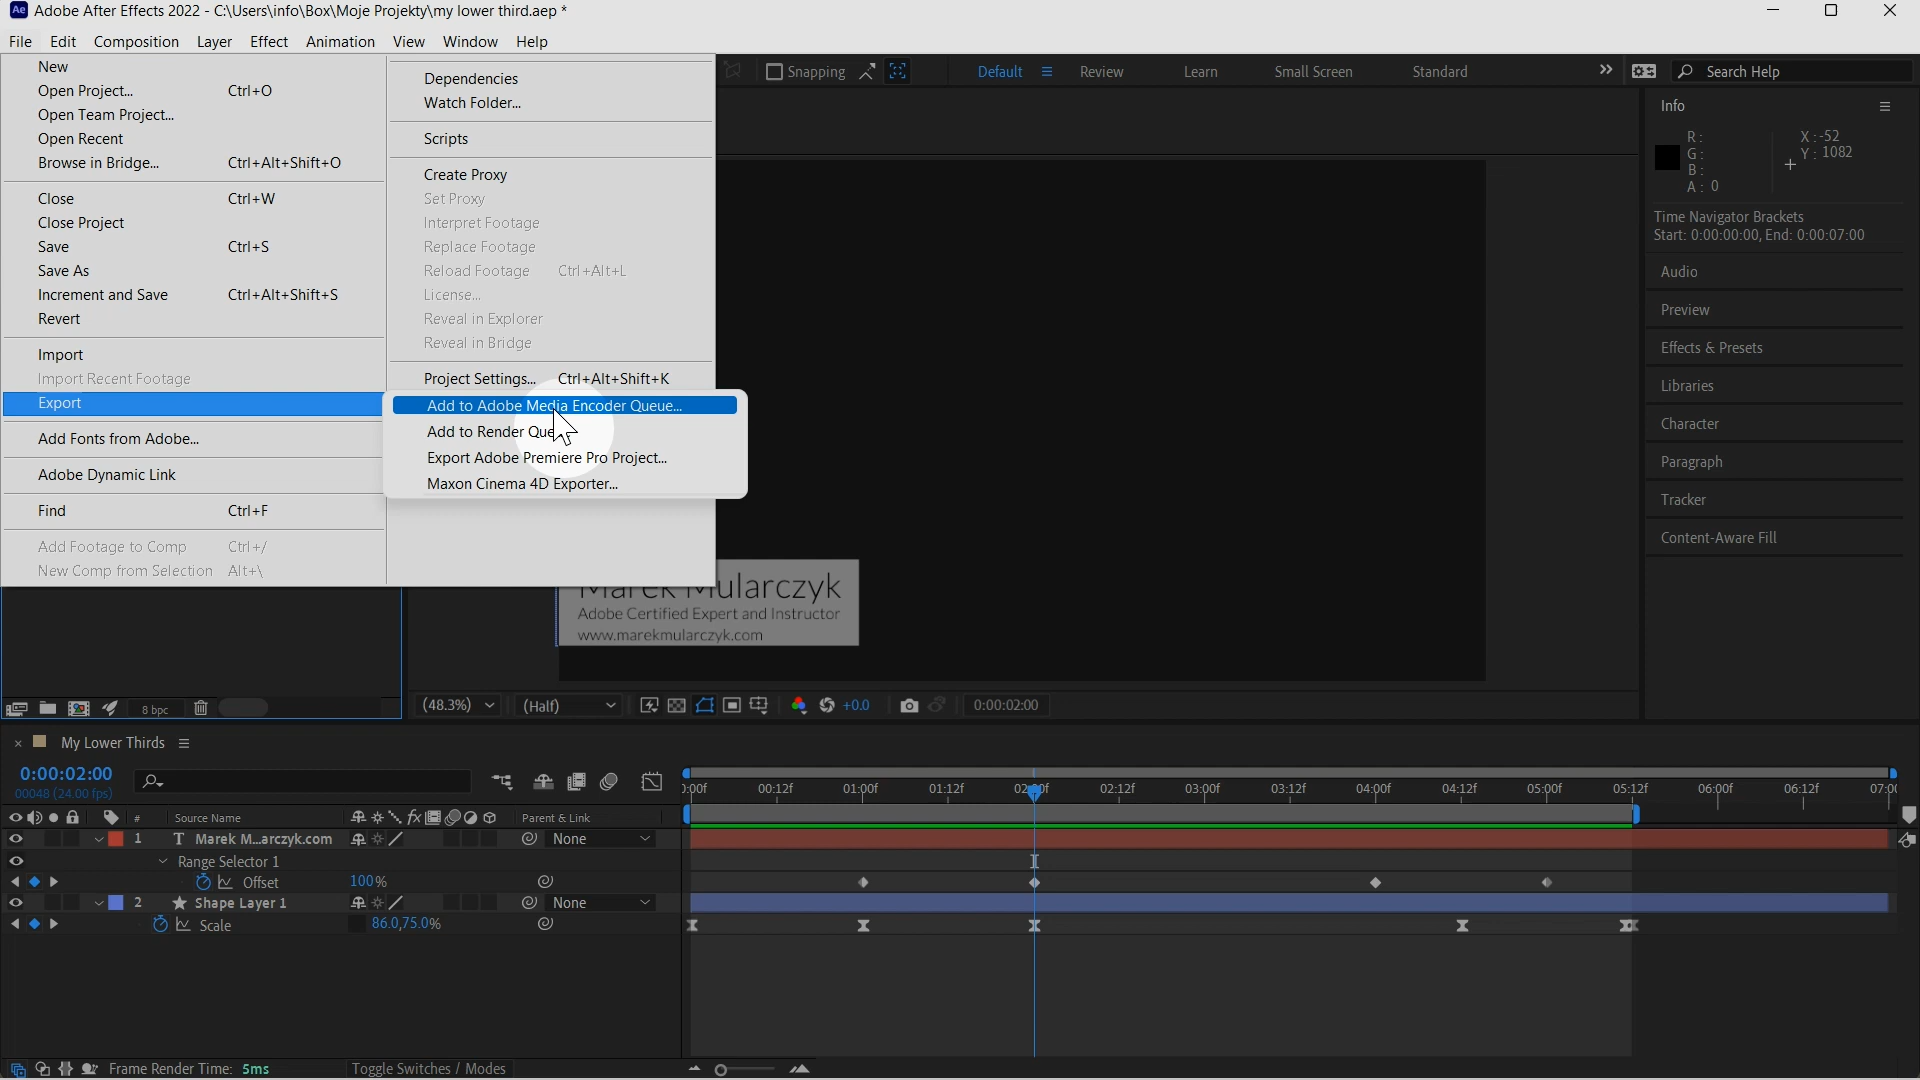 Ae Adobe After Effects 2022 - C:\Users\info\Box\Moje Projekty\my lower third.aep *
File Edit Composition Layer Effect Animation View Window Help
New
Open Project... Ctrl+O
Open Team Project...
Open Recent
Browse in Bridge... Ctrl+Alt+Shift+O
Close Ctrl+W
Close Project
Save Ctrl+S
Save As
Increment and Save Ctrl+Alt+Shift+S
Revert
Import
Import Recent Footage
Export
Add Fonts from Adobe...
Adobe Dynamic Link
Find Ctrl+F
Add Footage to Comp Ctrl+/
New Comp from Selection Alt+\
Dependencies
Watch Folder...
Scripts
Create Proxy
Set Proxy
Interpret Footage
Replace Footage
Reload Footage Ctrl+Alt+L
License...
Reveal in Explorer
Reveal in Bridge
Project Settings... Ctrl+Alt+Shift+K
Add to Adobe Media Encoder Queue...
Add to Render
Export Adobe Premiere Pro Project...
Maxon Cinema 4D Exporter...
Snapping
Default Review Learn Small Screen Standard
Search Help
Info
R :
G :
B :
A : 0
X : -52
Y : 1082
Time Navigator Brackets
Start: 0:00:00:00, End: 0:00:07:00
Audio
Preview
Effects & Presets
Libraries
Character
Paragraph
Tracker
Content-Aware Fill
Marek Mularczyk
Adobe Certified Expert and Instructor
www.marekmularczyk.com
8 bpc
(48.3%) (Half) +0.0 0:00:02:00
My Lower Thirds
0:00:02:00
00048 (24.00 fps)
00:12f 01:00f 01:12f 02:12f 03:00f 03:12f 04:00f 04:12f 05:00f 05:12f 06:00f 06:12f
# Source Name fx Parent & Link
1 T Marek M...arczyk.com None
Range Selector 1
Offset 100%
2 Shape Layer 1 None
Scale 86.0,75.0%
Frame Render Time: 5ms Toggle Switches / Modes